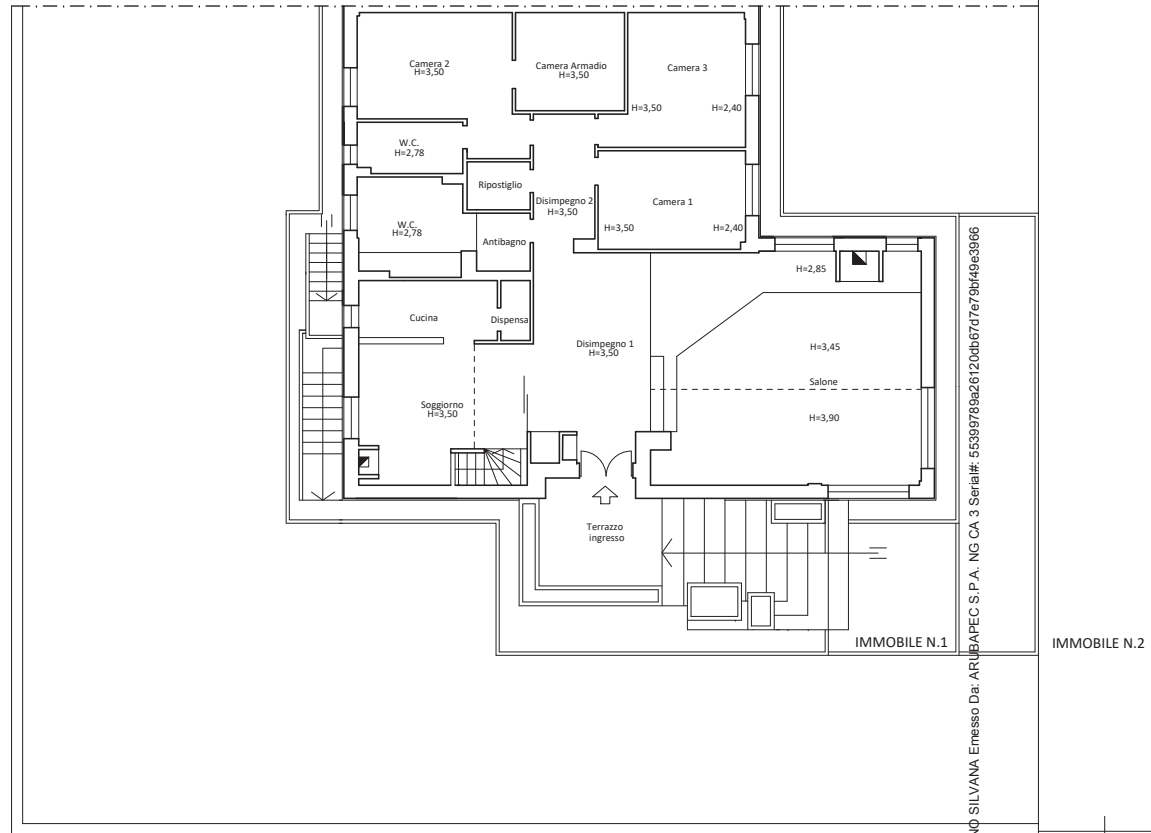 Camera 2
H=3,50
Camera Armadio
H=3,50
Camera 3
H=3,50
H=2,40
W.C.
H=2,78
Ripostiglio
Disimpegno 2
H=3,50
Camera 1
H=3,50
H=2,40
W.C.
H=2,78
Antibagno
H=2,85
Cucina
Dispensa
Disimpegno 1
H=3,50
H=3,45
Salone
H=3,90
Soggiorno
H=3,50
Terrazzo
ingresso
IMMOBILE N.1
IMMOBILE N.2
NO SILVANA Emesso Da: ARUBAPEC S.P.A. NG CA 3 Serial#: 55399789a26120db67d7e79bf49e3966